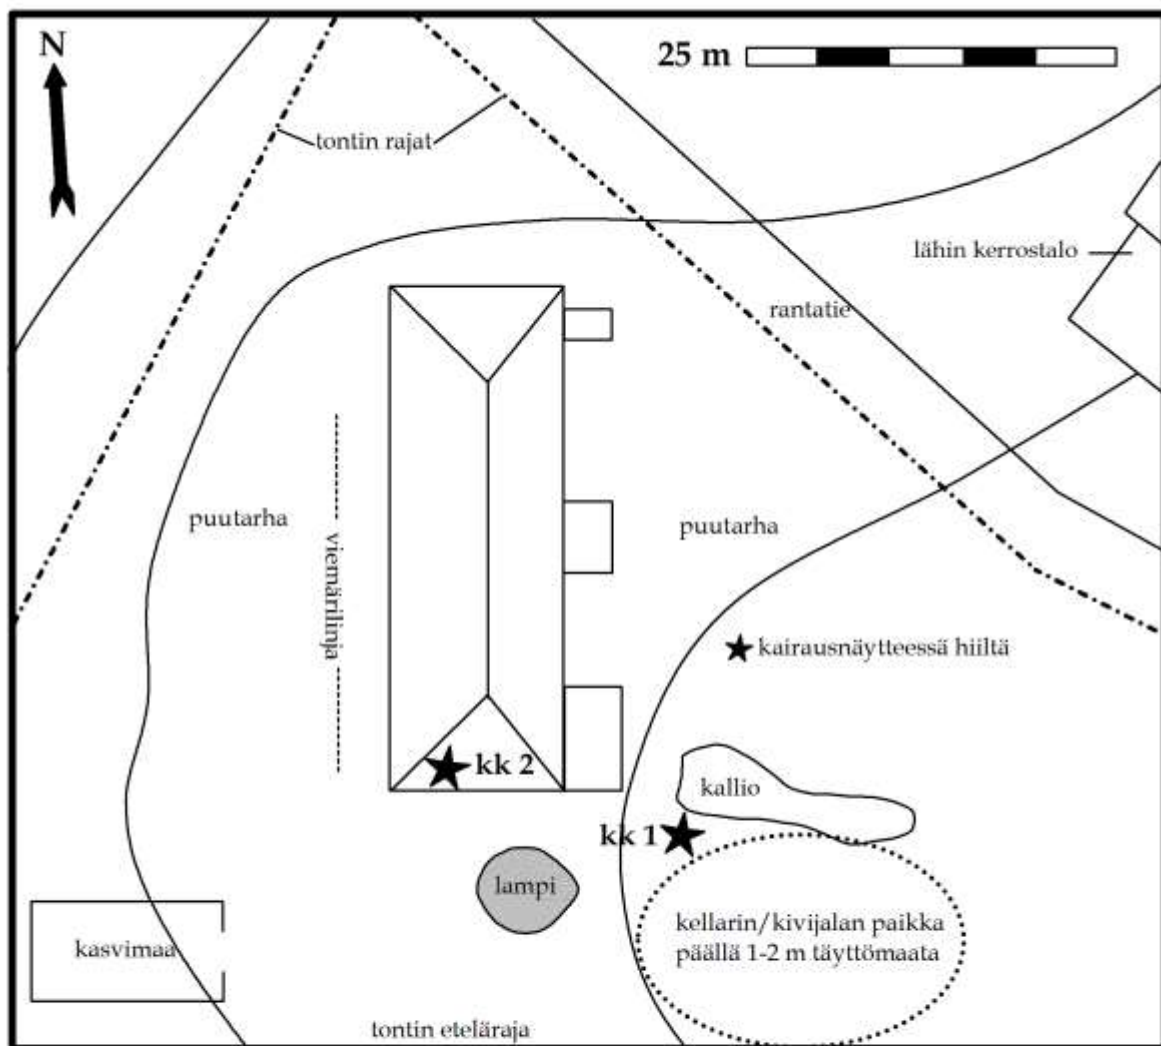 N
25 m
tontin rajat
lähin kerrostalo
rantatie
puutarha
puutarha
viemärilinja
kairausnäytteessä hiiltä
kk 2
kallio
kk 1
lampi
kellarin/kivijalan paikka
päällä 1-2 m täyttömaata
kasvimaa
tontin eteläraja